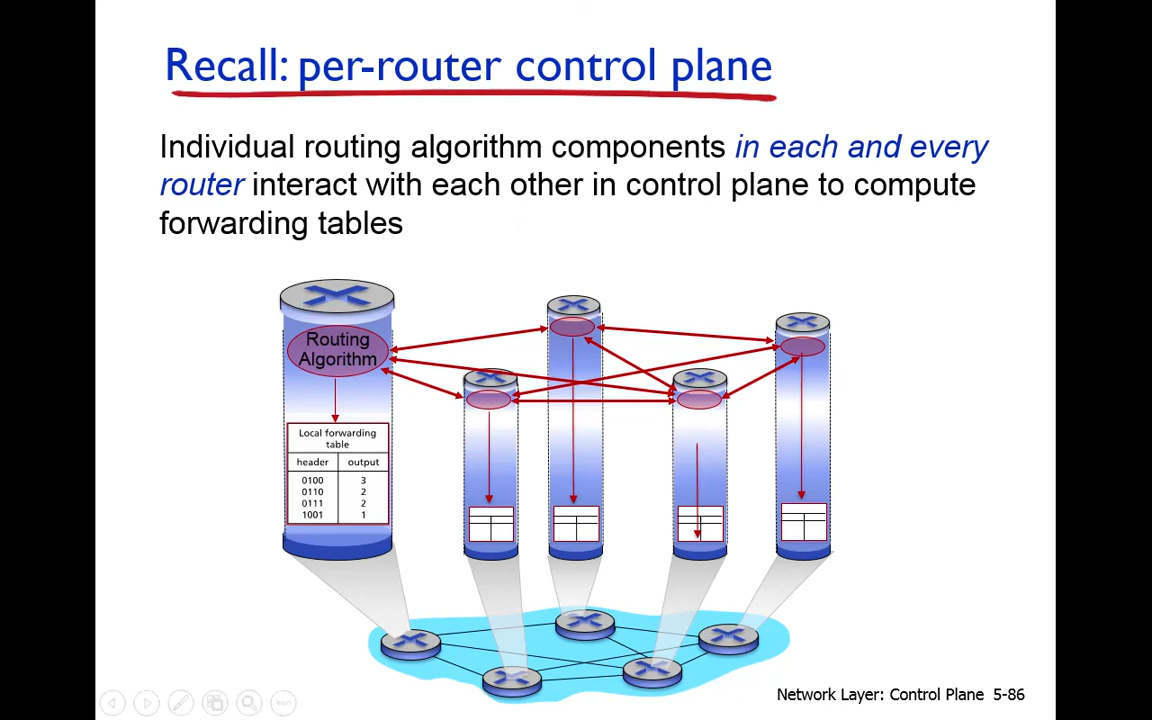 Recall: per-router control plane
Individual routing algorithm components in each and every
router interact with each other in control plane to compute
forwarding tables
Routing
Algorithm
Local forwarding
table
header output
0100 3
0110 2
0111 2
1001 1
Network Layer: Control Plane 5-86